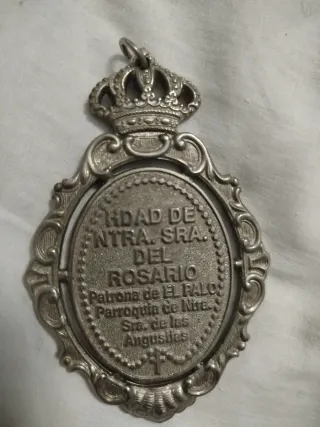 HDAD DE
NTRA. SRA.
DEL
ROSARIO
Patrona de EL PALO
Parroquia de Ntra.
Sra. de las
Angustias